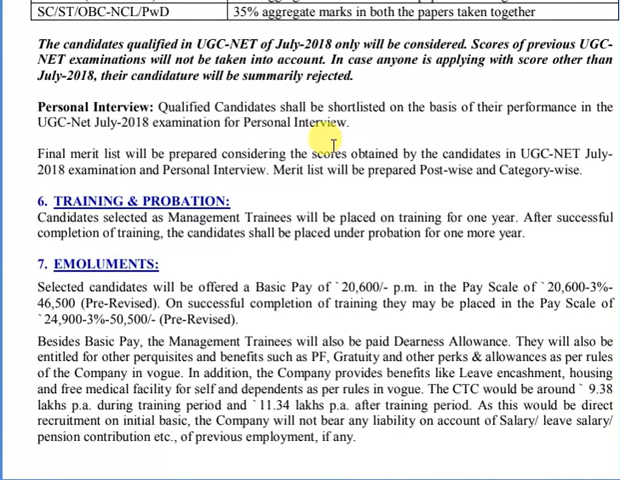 SC/ST/OBC-NCL/PwD 35% aggregate marks in both the papers taken together
The candidates qualified in UGC-NET of July-2018 only will be considered. Scores of previous UGC-
NET examinations will not be taken into account. In case anyone is applying with score other than
July-2018, their candidature will be summarily rejected.
Personal Interview: Qualified Candidates shall be shortlisted on the basis of their performance in the
UGC-Net July-2018 examination for Personal Interview.
Final merit list will be prepared considering the scores obtained by the candidates in UGC-NET July-
2018 examination and Personal Interview. Merit list will be prepared Post-wise and Category-wise.
6. TRAINING & PROBATION:
Candidates selected as Management Trainees will be placed on training for one year. After successful
completion of training, the candidates shall be placed under probation for one more year.
7. EMOLUMENTS:
Selected candidates will be offered a Basic Pay of `20,600/- p.m. in the Pay Scale of `20,600-3%-
46,500 (Pre-Revised). On successful completion of training they may be placed in the Pay Scale of
`24,900-3%-50,500/- (Pre-Revised).
Besides Basic Pay, the Management Trainees will also be paid Dearness Allowance. They will also be
entitled for other perquisites and benefits such as PF, Gratuity and other perks & allowances as per rules
of the Company in vogue. In addition, the Company provides benefits like Leave encashment, housing
and free medical facility for self and dependents as per rules in vogue. The CTC would be around ` 9.38
lakhs p.a. during training period and `11.34 lakhs p.a. after training period. As this would be direct
recruitment on initial basic, the Company will not bear any liability on account of Salary/ leave salary/
pension contribution etc., of previous employment, if any.